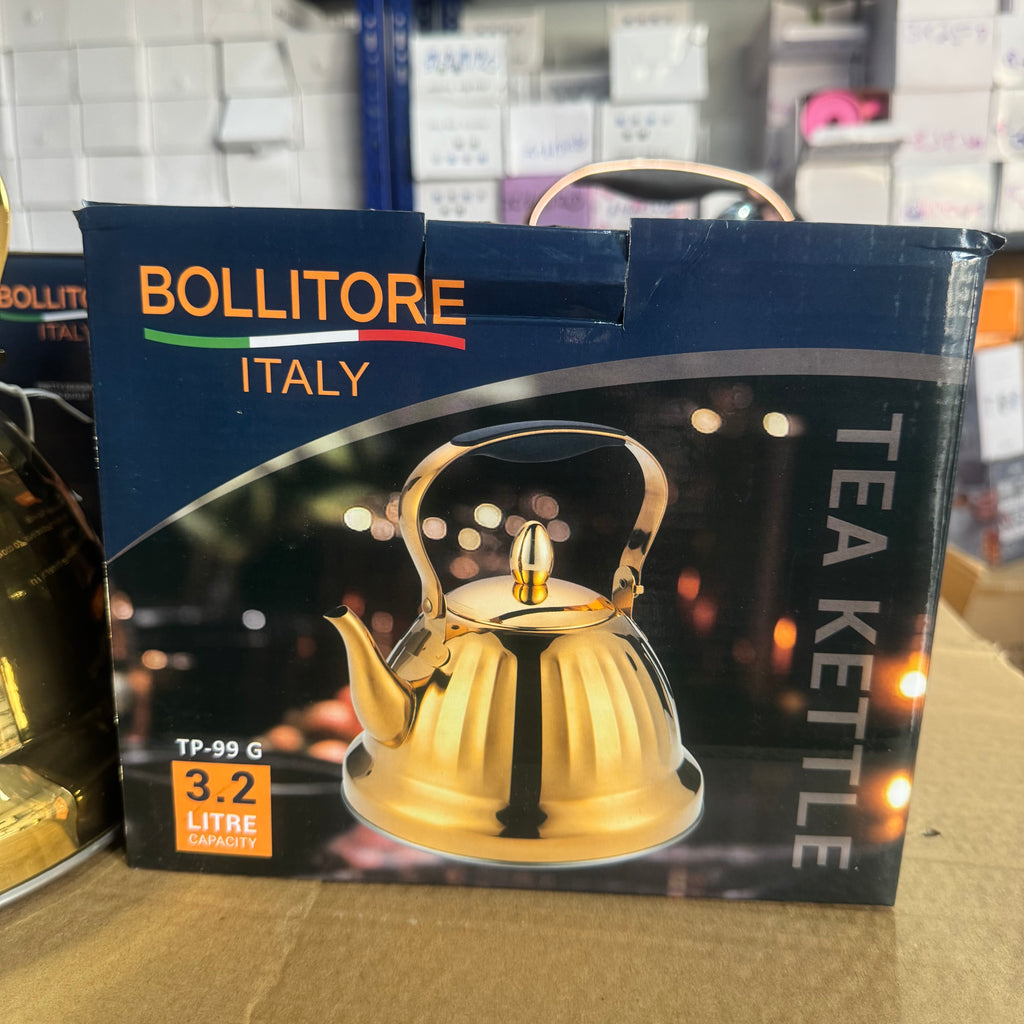 BOLLITORE
ITALY
TEA KETTLE
TP-99 G
3.2
LITRE
CAPACITY
BOLLITO
ITALY